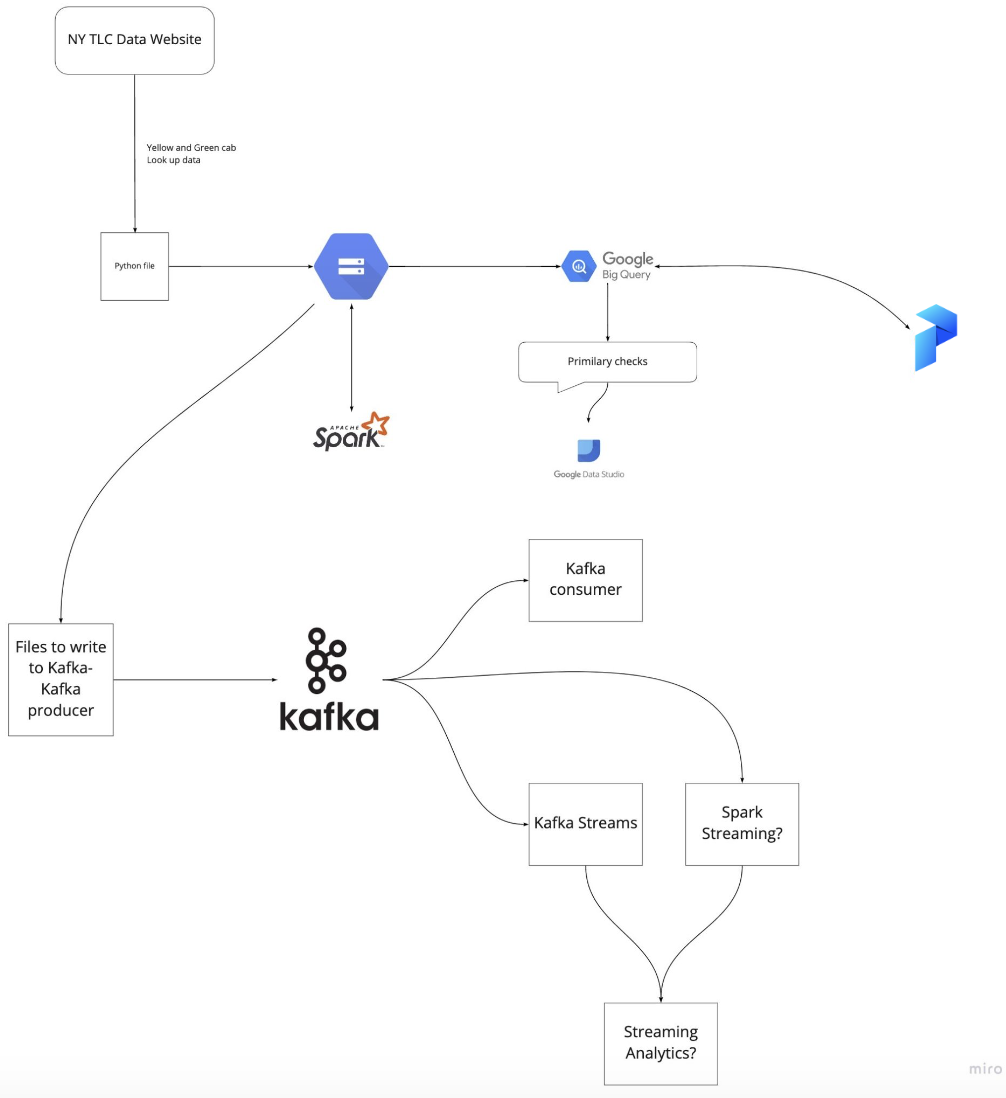 NY TLC Data Website
Yellow and Green cab
Look up data
Python file
Google
Big Query
Primilary checks
APACHE
Spark
Google Data Studio
Kafka
consumer
Files to write
to Kafka-
Kafka
producer
kafka
Kafka Streams
Spark
Streaming?
Streaming
Analytics?
miro